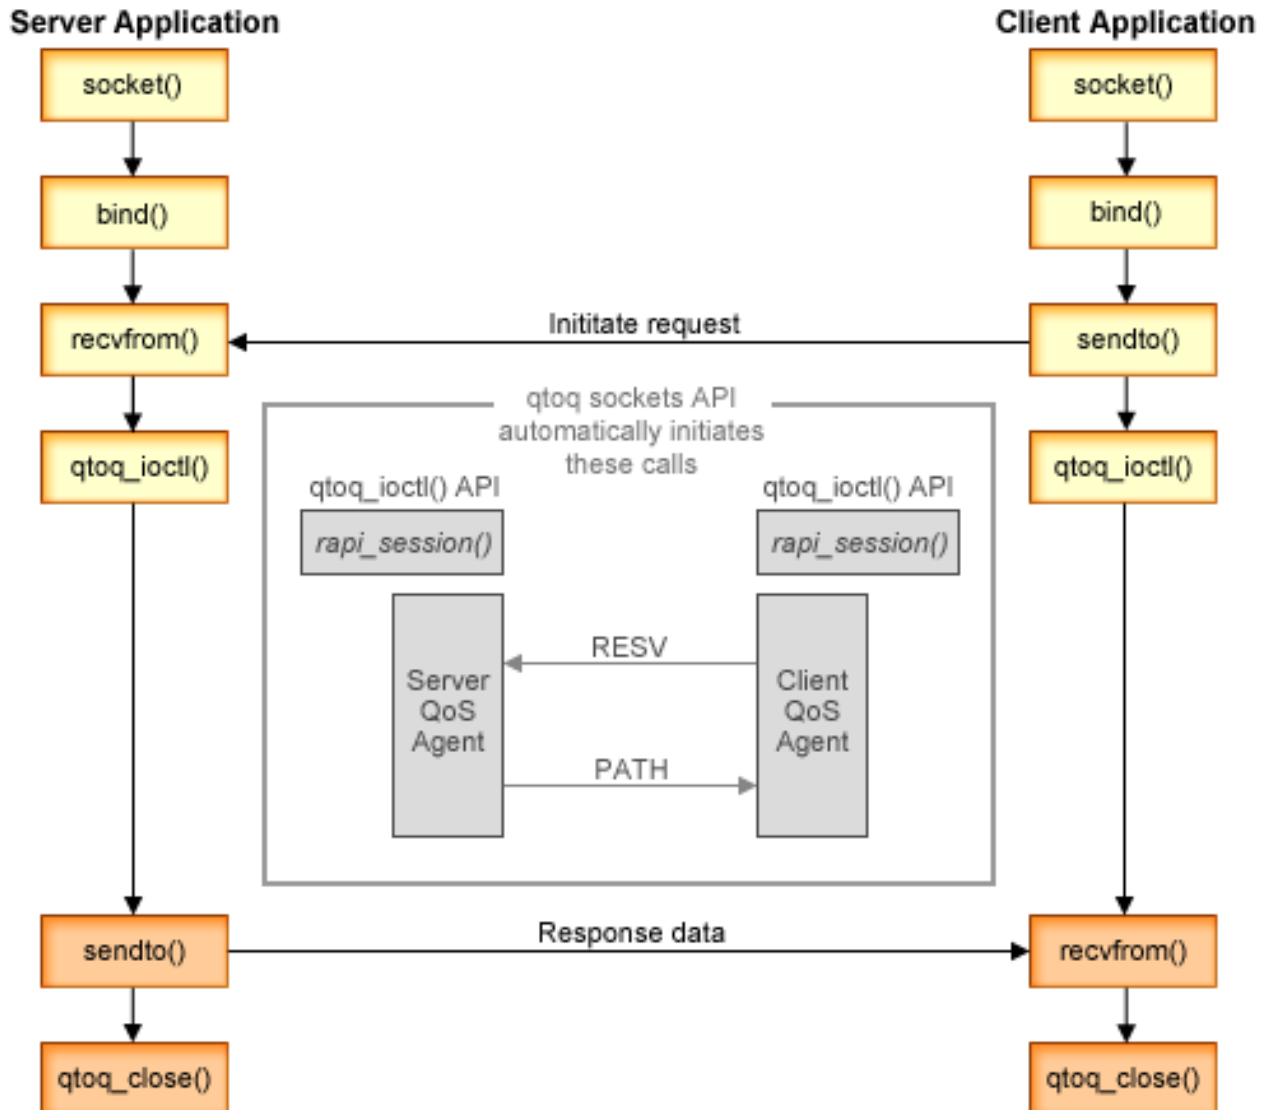 Server Application
Client Application
socket()
socket()
bind()
bind()
recvfrom()
Inititate request
sendto()
qtoq_ioctl()
qtoq sockets API
automatically initiates
these calls
qtoq_ioctl()
qtoq_ioctl() API
qtoq_ioctl() API
rapi_session()
rapi_session()
RESV
Server
QoS
Agent
Client
QoS
Agent
PATH
sendto()
Response data
recvfrom()
qtoq_close()
qtoq_close()